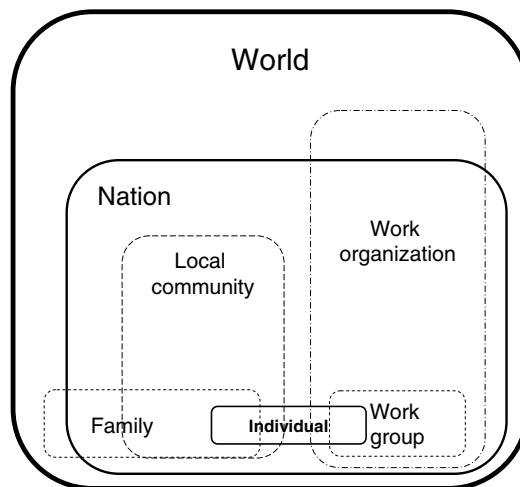 World
Nation
Work
organization
Local
community
Family
Individual
Work
group